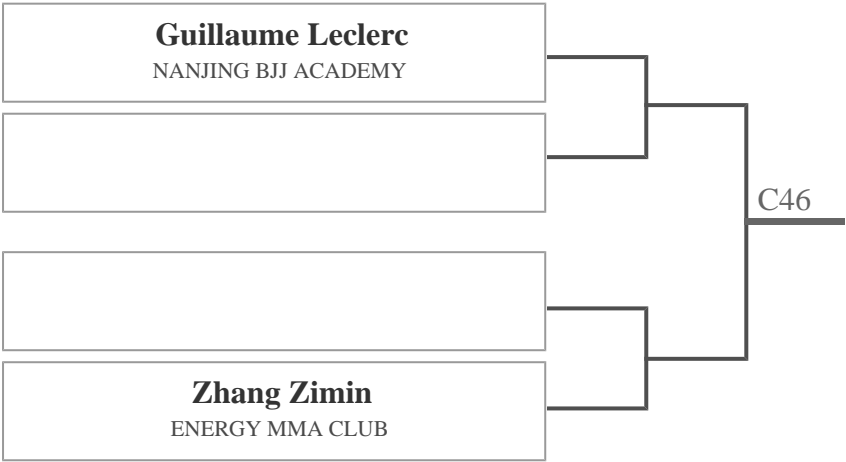 Guillaume Leclerc
NANJING BJJ ACADEMY
C46
Zhang Zimin
ENERGY MMA CLUB